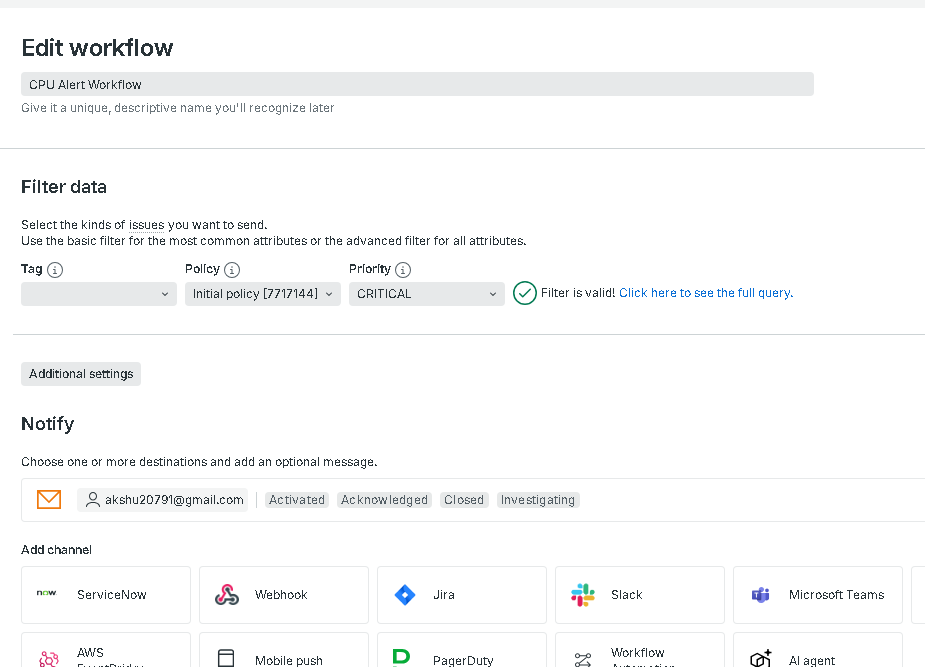 Edit workflow
CPU Alert Workflow
Give it a unique, descriptive name you'll recognize later
Filter data
Select the kinds of issues you want to send.
Use the basic filter for the most common attributes or the advanced filter for all attributes.
Tag Policy Priority
Initial policy [7717144] CRITICAL Filter is valid! Click here to see the full query.
Additional settings
Notify
Choose one or more destinations and add an optional message.
akshu20791@gmail.com Activated Acknowledged Closed Investigating
Add channel
now. ServiceNow Webhook Jira Slack Microsoft Teams
AWS Workflow
Mobile push PagerDuty AI agent